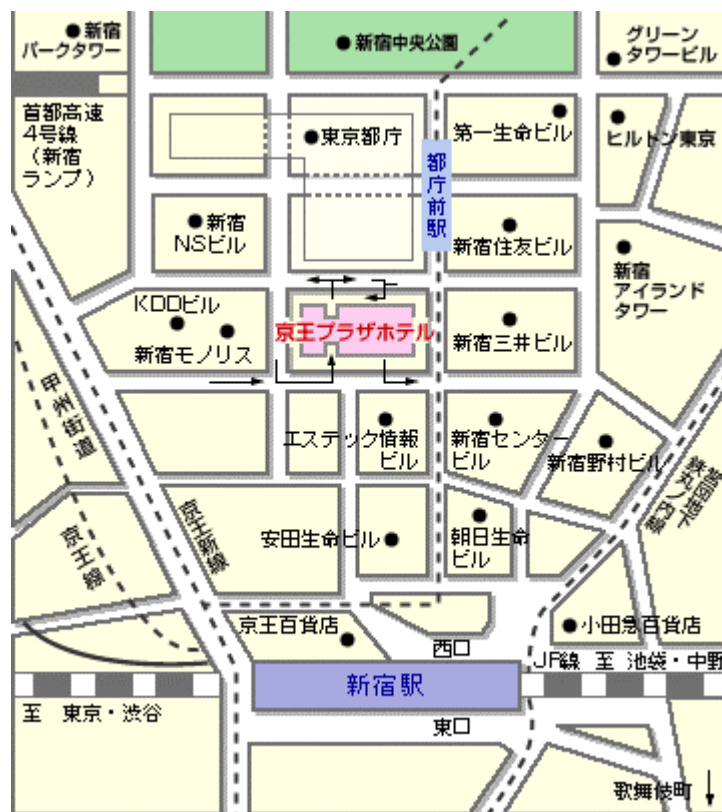 新宿
パークタワー
新宿中央公園
グリーン
タワービル
首都高速
4号線
(新宿
ランプ)
東京都庁
都庁前駅
第一生命ビル
ヒルトン東京
新宿
NSビル
新宿住友ビル
新宿
アイランド
タワー
KDDビル
新宿モノリス
京王プラザホテル
新宿三井ビル
甲州街道
エステック情報
ビル
新宿センター
ビル
新宿野村ビル
営団地下
鉄丸ノ内線
京王線
京王新線
安田生命ビル
朝日生命
ビル
京王百貨店
小田急百貨店
西口
JR線 至 池袋・中野
新宿駅
至 東京・渋谷
東口
歌舞伎町